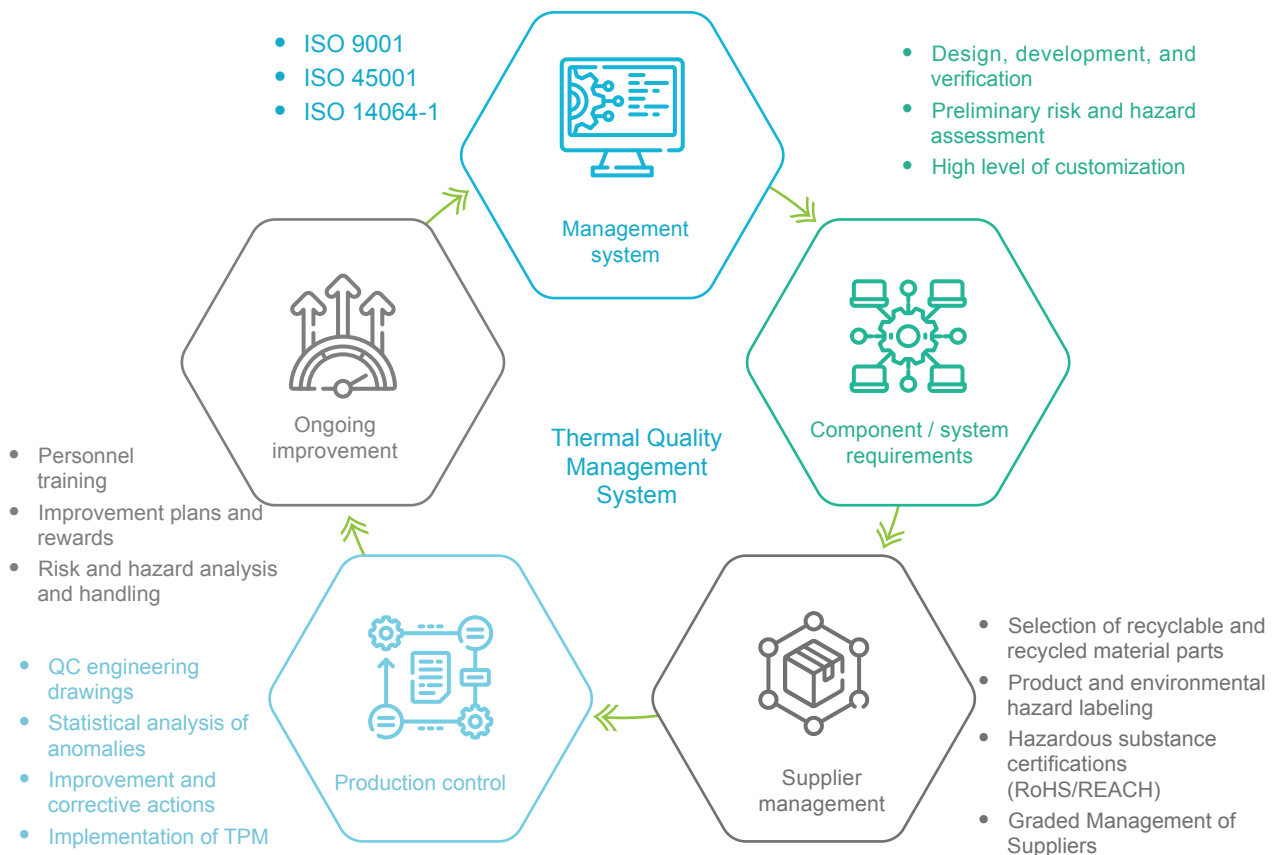 • ISO 9001
• ISO 45001
• ISO 14064-1
Management
system
• Design, development, and
verification
• Preliminary risk and hazard
assessment
• High level of customization
Component / system
requirements
Thermal Quality
Management
System
Ongoing
improvement
• Personnel
training
• Improvement plans and
rewards
• Risk and hazard analysis
and handling
• Selection of recyclable and
recycled material parts
• Product and environmental
hazard labeling
• Hazardous substance
certifications
(RoHS/REACH)
• Graded Management of
Suppliers
Supplier
management
Production control
• QC engineering
drawings
• Statistical analysis of
anomalies
• Improvement and
corrective actions
• Implementation of TPM